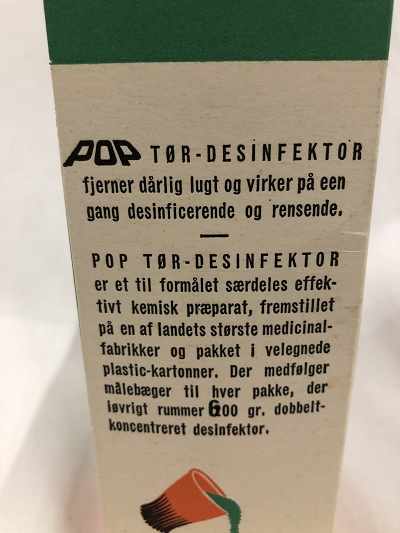 POP TØR-DESINFEKTOR
fjerner dårlig lugt og virker på een
gang desinficerende og rensende.
POP TØR-DESINFEKTOR
er et til formålet særdeles effek-
tivt kemisk præparat, fremstillet
på en af landets største medicinal-
fabrikker og pakket i velegnede
plastic-kartonner. Der medfølger
målebæger til hver pakke, der
iøvrigt rummer 600 gr. dobbelt-
koncentreret desinfektor.